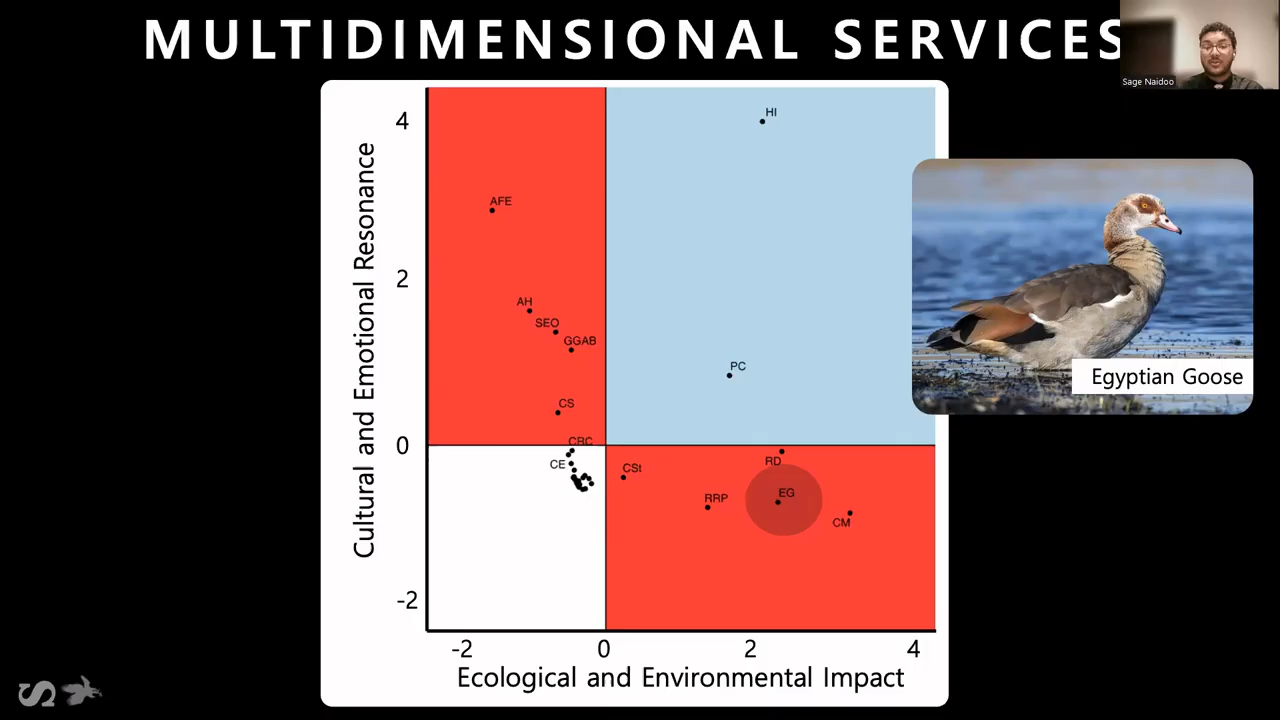 MULTIDIMENSIONAL SERVICES
Sage Naidoo
Cultural and Emotional Resonance
4
2
0
-2
HI
AFE
AH
SEO
GGAB
PC
CS
CBC
CE
CSt
RD
RRP
EG
CM
-2
0
2
4
Ecological and Environmental Impact
Egyptian Goose
S